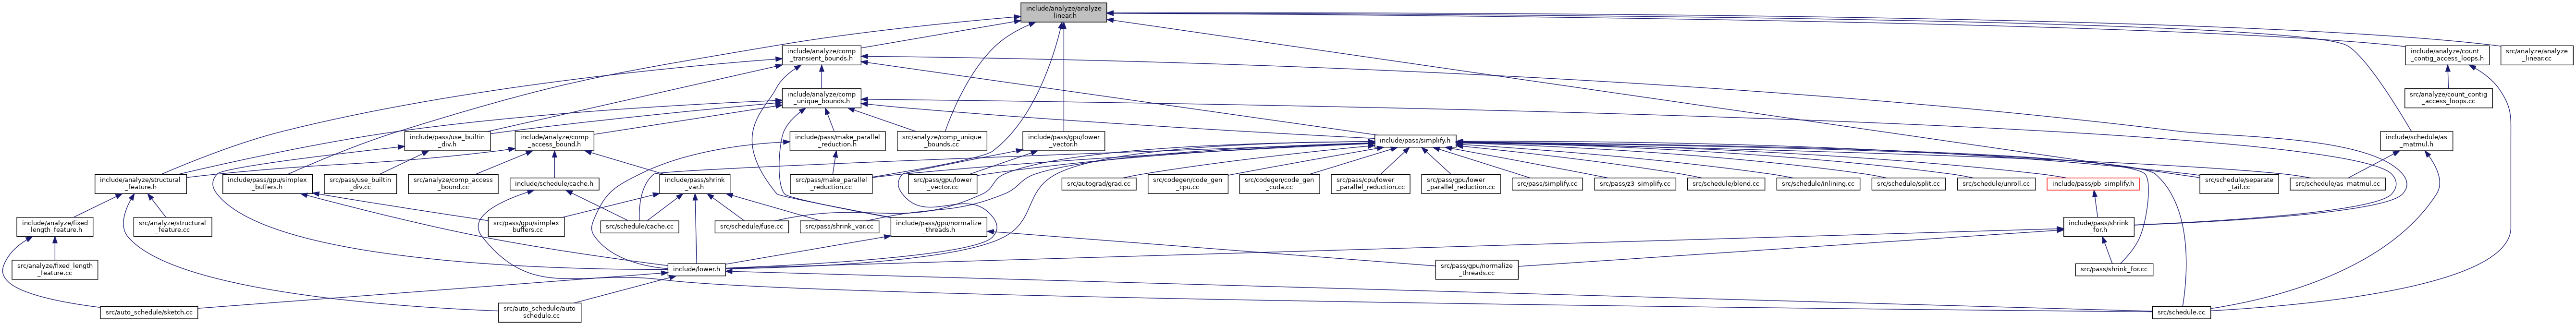 include/analyze/analyze
_linear.h
include/analyze/comp
_transient_bounds.h
include/analyze/count
_contig_access_loops.h
src/analyze/analyze
_linear.cc
include/analyze/comp
_unique_bounds.h
src/analyze/count_contig
_access_loops.cc
include/pass/use_builtin
_div.h
include/analyze/comp
_access_bound.h
include/pass/make_parallel
_reduction.h
src/analyze/comp_unique
_bounds.cc
include/pass/gpu/lower
_vector.h
include/pass/simplify.h
include/schedule/as
_matmul.h
include/analyze/structural
_feature.h
include/pass/gpu/simplex
_buffers.h
src/pass/use_builtin
_div.cc
src/analyze/comp_access
_bound.cc
include/schedule/cache.h
include/pass/shrink
_var.h
src/pass/make_parallel
_reduction.cc
src/pass/gpu/lower
_vector.cc
src/autograd/grad.cc
src/codegen/code_gen
_cpu.cc
src/codegen/code_gen
_cuda.cc
src/pass/cpu/lower
_parallel_reduction.cc
src/pass/gpu/lower
_parallel_reduction.cc
src/pass/simplify.cc
src/pass/z3_simplify.cc
src/schedule/blend.cc
src/schedule/inlining.cc
src/schedule/split.cc
src/schedule/unroll.cc
include/pass/pb_simplify.h
src/schedule/separate
_tail.cc
src/schedule/as_matmul.cc
include/analyze/fixed
_length_feature.h
src/analyze/structural
_feature.cc
src/pass/gpu/simplex
_buffers.cc
src/schedule/cache.cc
src/schedule/fuse.cc
src/pass/shrink_var.cc
include/pass/gpu/normalize
_threads.h
include/pass/shrink
_for.h
src/analyze/fixed_length
_feature.cc
include/lower.h
src/pass/gpu/normalize
_threads.cc
src/pass/shrink_for.cc
src/auto_schedule/sketch.cc
src/auto_schedule/auto
_schedule.cc
src/schedule.cc